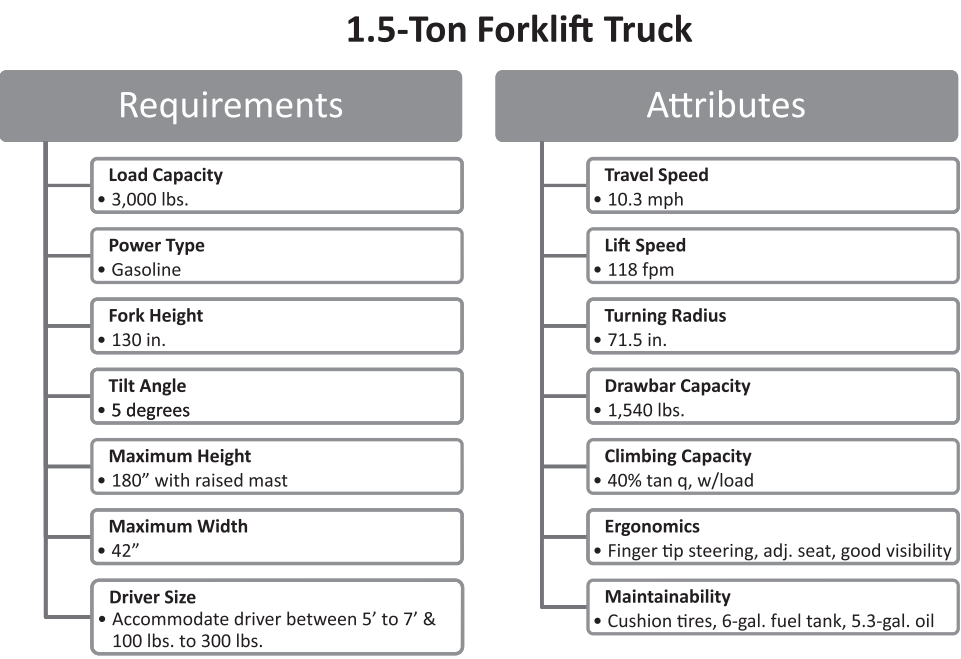 1.5-Ton Forklift Truck
Requirements
Load Capacity
• 3,000 lbs.
Power Type
• Gasoline
Fork Height
• 130 in.
Tilt Angle
• 5 degrees
Maximum Height
• 180” with raised mast
Maximum Width
• 42”
Driver Size
• Accommodate driver between 5’ to 7’ &
100 lbs. to 300 lbs.
Attributes
Travel Speed
• 10.3 mph
Lift Speed
• 118 fpm
Turning Radius
• 71.5 in.
Drawbar Capacity
• 1,540 lbs.
Climbing Capacity
• 40% tan q, w/load
Ergonomics
• Finger tip steering, adj. seat, good visibility
Maintainability
• Cushion tires, 6-gal. fuel tank, 5.3-gal. oil